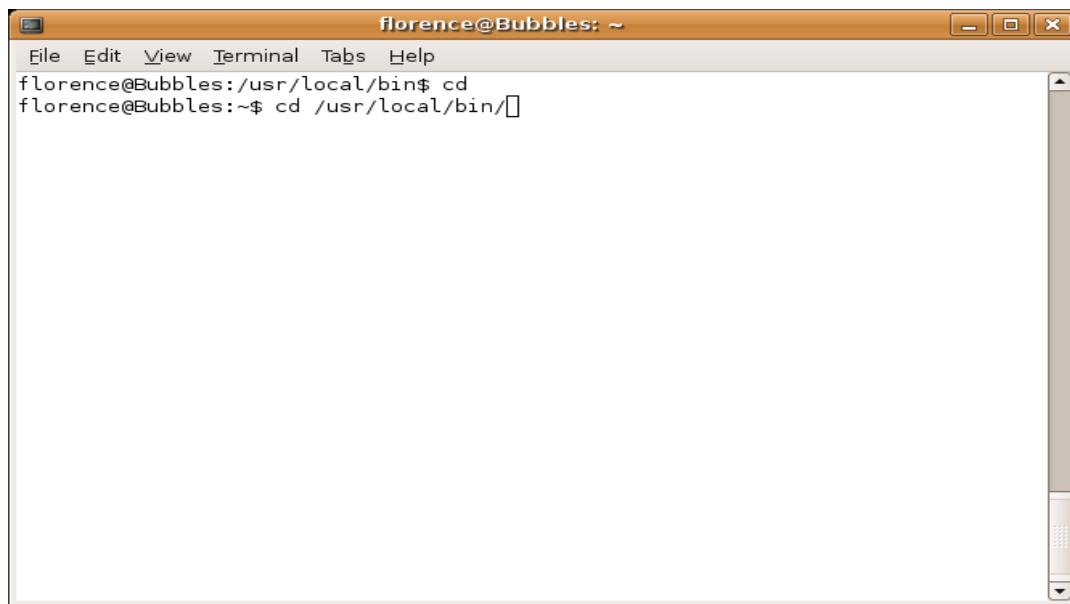 florence@Bubbles: ~
File Edit View Terminal Tabs Help
florence@Bubbles:/usr/local/bin$ cd
florence@Bubbles:~$ cd /usr/local/bin/